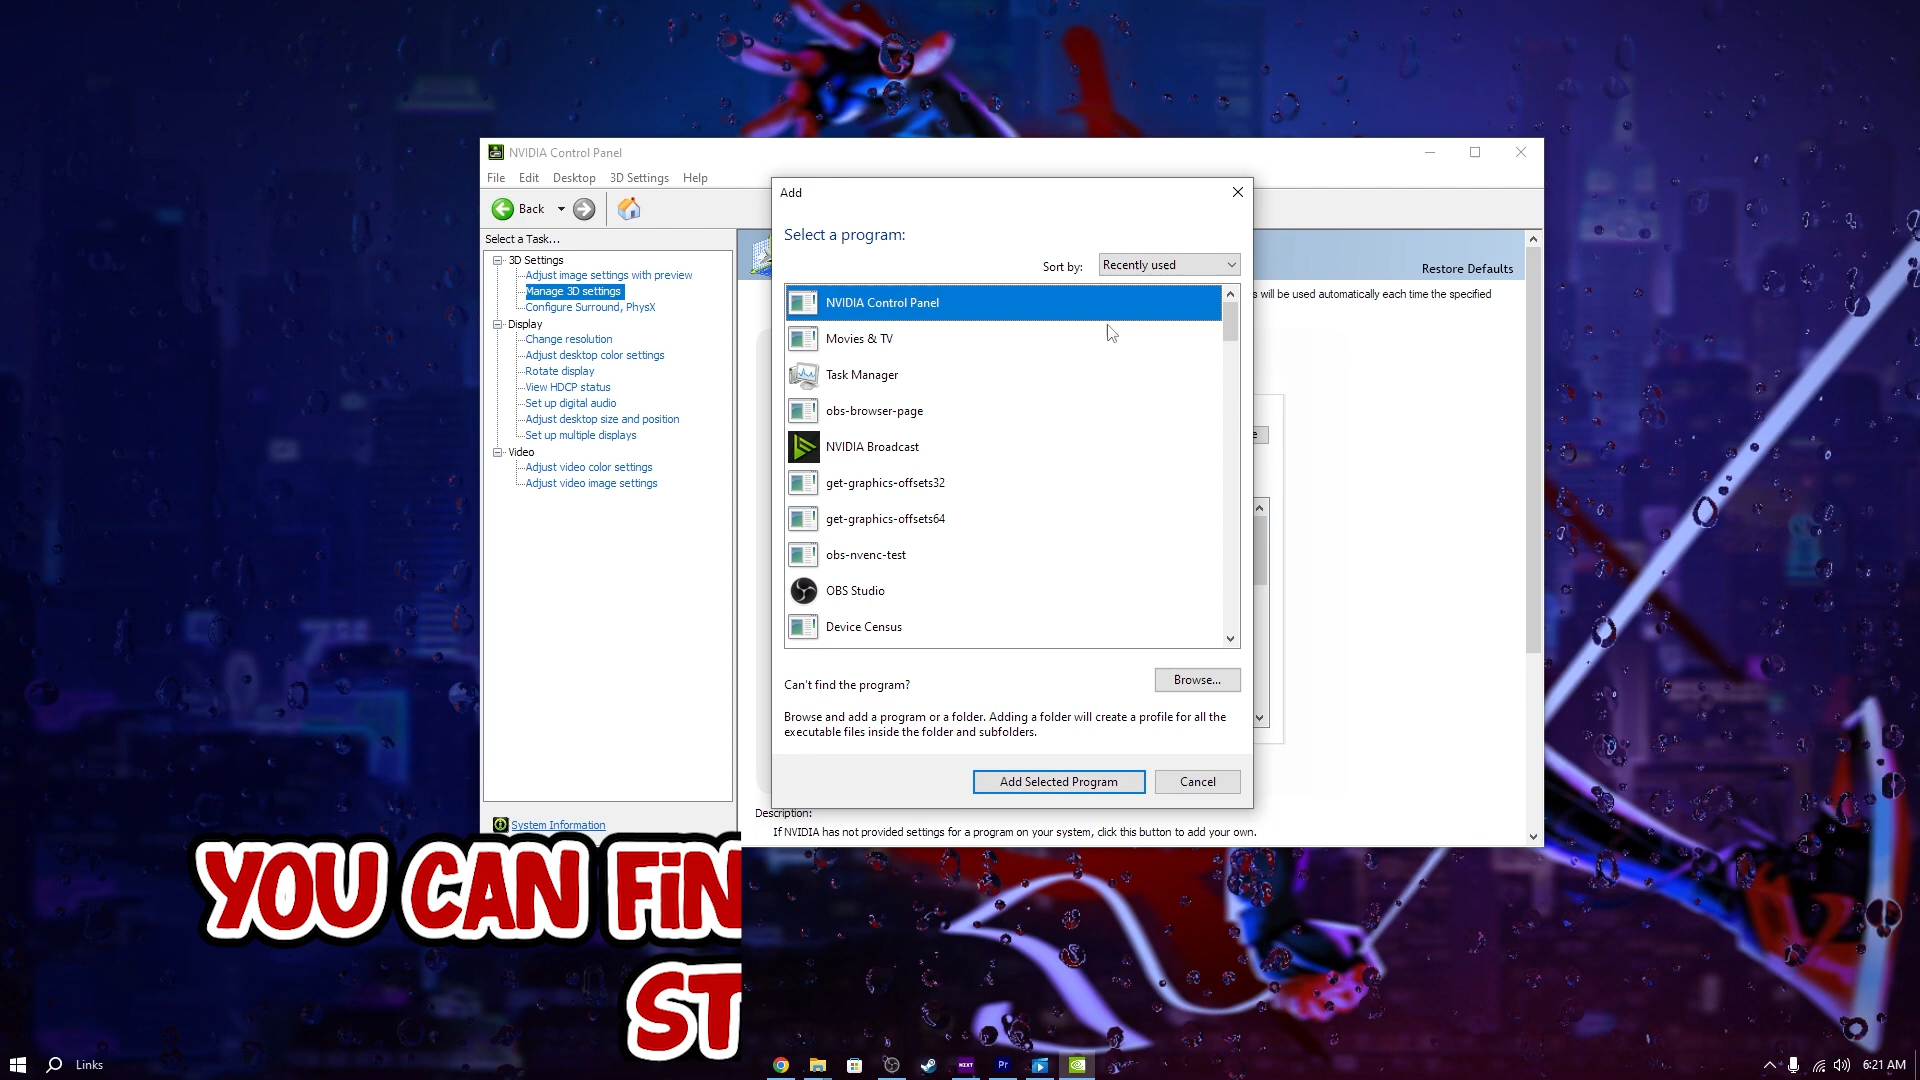 NVIDIA Control Panel
File Edit Desktop 3D Settings Help
Back
Select a Task...
3D Settings
Adjust image settings with preview
Manage 3D settings
Configure Surround, PhysX
Display
Change resolution
Adjust desktop color settings
Rotate display
View HDCP status
Set up digital audio
Adjust desktop size and position
Set up multiple displays
Video
Adjust video color settings
Adjust video image settings
System Information
Add
Select a program:
Sort by: Recently used
NVIDIA Control Panel
Movies & TV
Task Manager
obs-browser-page
NVIDIA Broadcast
get-graphics-offsets32
get-graphics-offsets64
obs-nvenc-test
OBS Studio
Device Census
Can't find the program?
Browse...
Browse and add a program or a folder. Adding a folder will create a profile for all the
executable files inside the folder and subfolders.
Add Selected Program Cancel
Restore Defaults
s will be used automatically each time the specified
e
Description:
If NVIDIA has not provided settings for a program on your system, click this button to add your own.
YOU CAN FIN
ST
Links
NZXT
Pr
6:21 AM